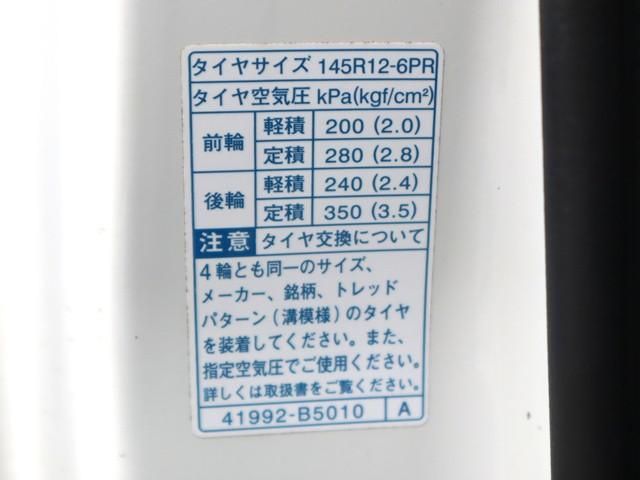 タイヤサイズ 145R12-6PR
タイヤ空気圧 kPa(kgf/cm²)
前輪 軽積 200 (2.0)
定積 280 (2.8)
後輪 軽積 240 (2.4)
定積 350 (3.5)
注意 タイヤ交換について
4輪とも同一のサイズ、
メーカー、銘柄、トレッド
パターン(溝模様)のタイヤ
を装着してください。また、
指定空気圧でご使用ください。
詳しくは取扱書をご覧ください。
41992-B5010 A